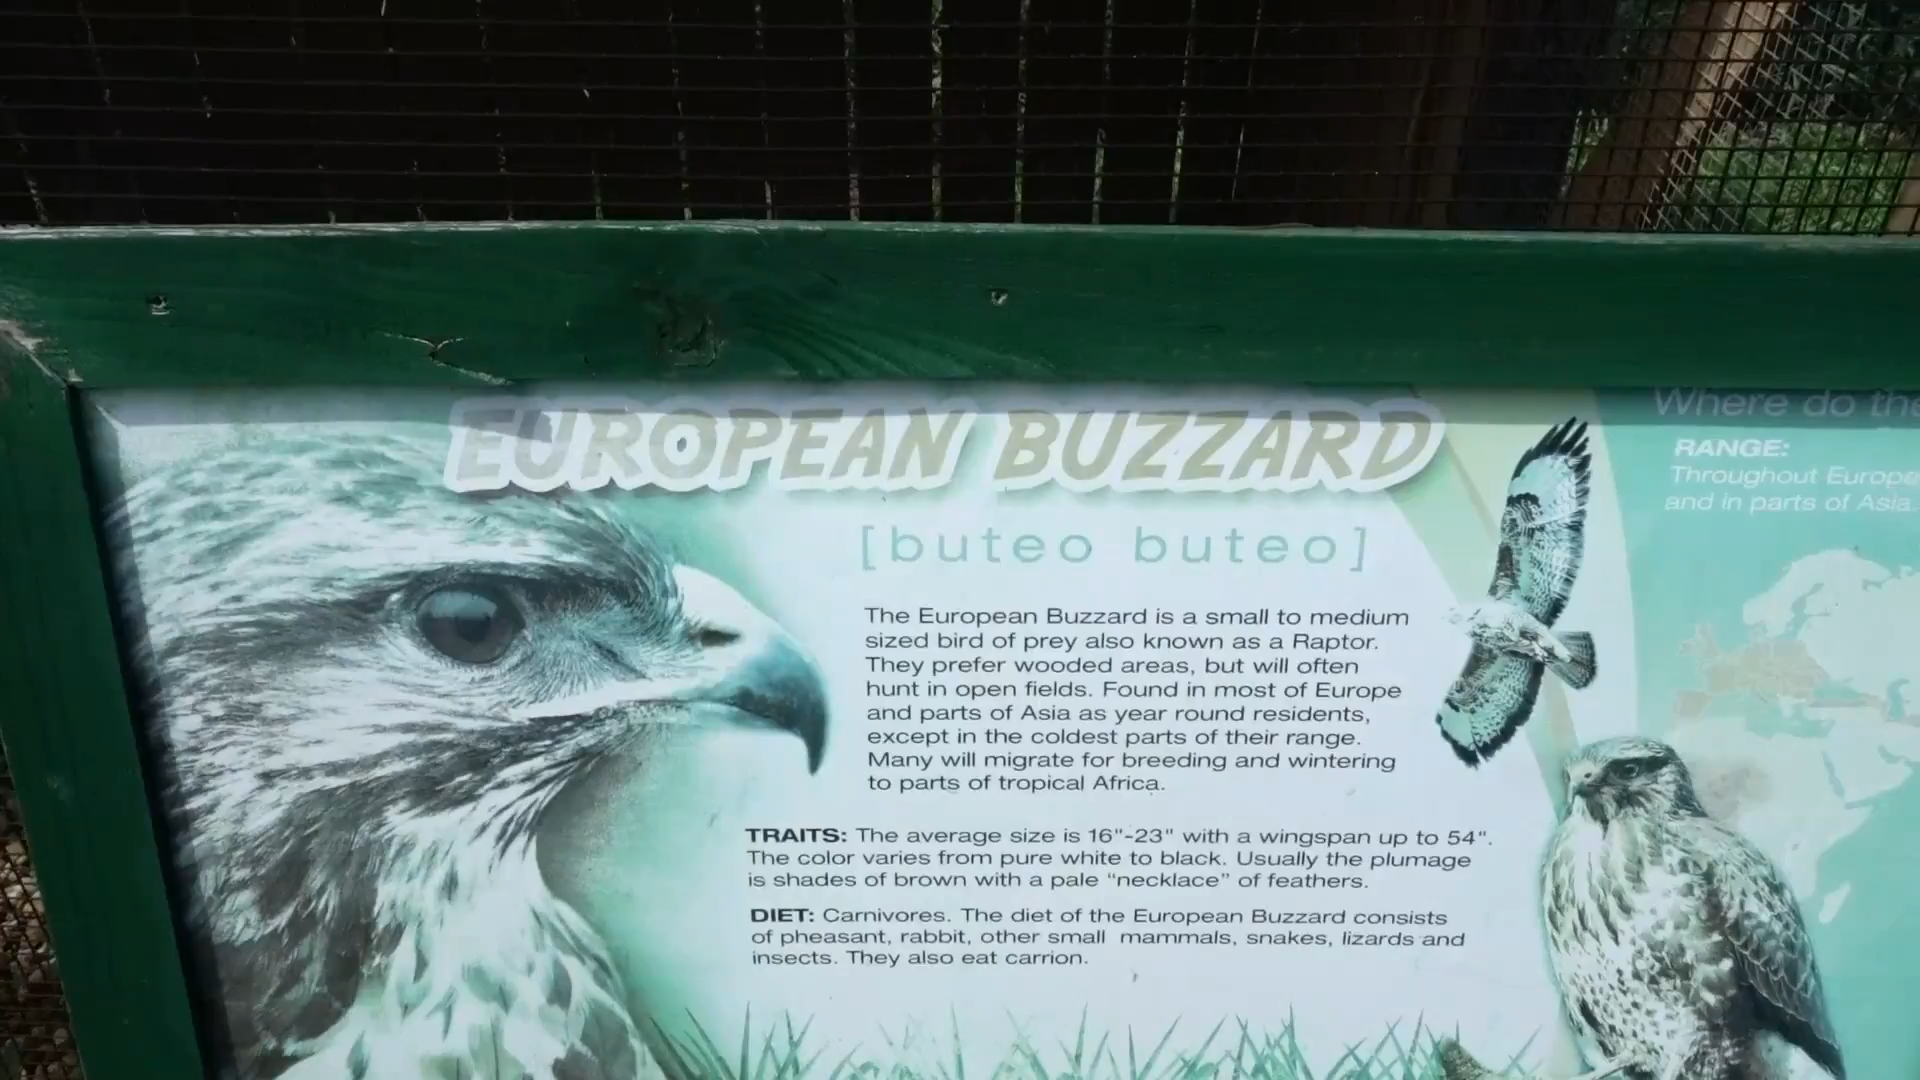 EUROPEAN BUZZARD
[buteo buteo]
The European Buzzard is a small to medium
sized bird of prey also known as a Raptor.
They prefer wooded areas, but will often
hunt in open fields. Found in most of Europe
and parts of Asia as year round residents,
except in the coldest parts of their range.
Many will migrate for breeding and wintering
to parts of tropical Africa.
TRAITS: The average size is 16"-23" with a wingspan up to 54".
The color varies from pure white to black. Usually the plumage
is shades of brown with a pale “necklace” of feathers.
DIET: Carnivores. The diet of the European Buzzard consists
of pheasant, rabbit, other small mammals, snakes, lizards and
insects. They also eat carrion.
Where do
RANGE:
Throughout Europe
and in parts of Asia.